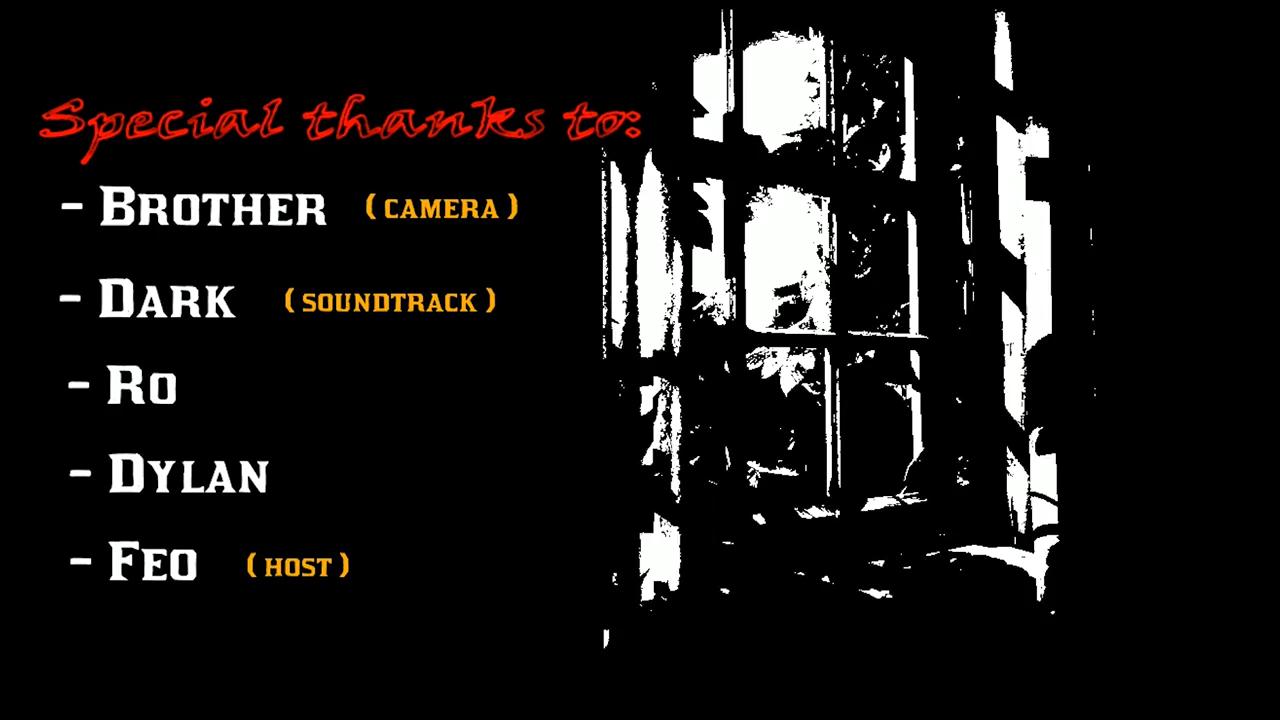 Special thanks to:
- BROTHER ( CAMERA )
- DARK ( SOUNDTRACK )
- RO
- DYLAN
- FEO ( HOST )